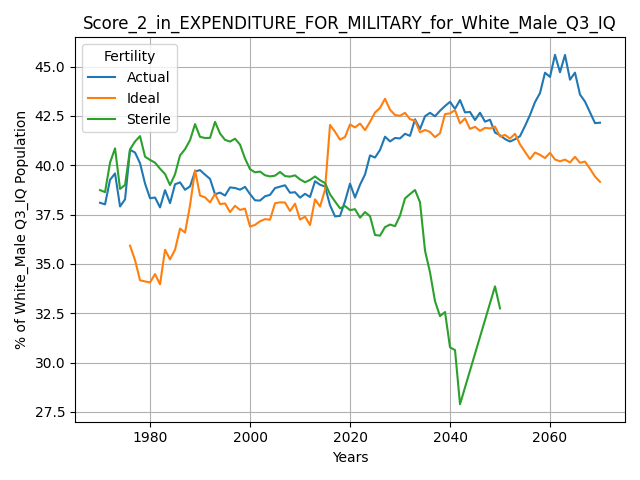 Score_2_in_EXPENDITURE_FOR_MILITARY_for_White_Male_Q3_IQ
Fertility
Actual
Ideal
Sterile
% of White_Male Q3_IQ Population
45.0
42.5
40.0
37.5
35.0
32.5
30.0
27.5
1980
2000
2020
2040
2060
Years